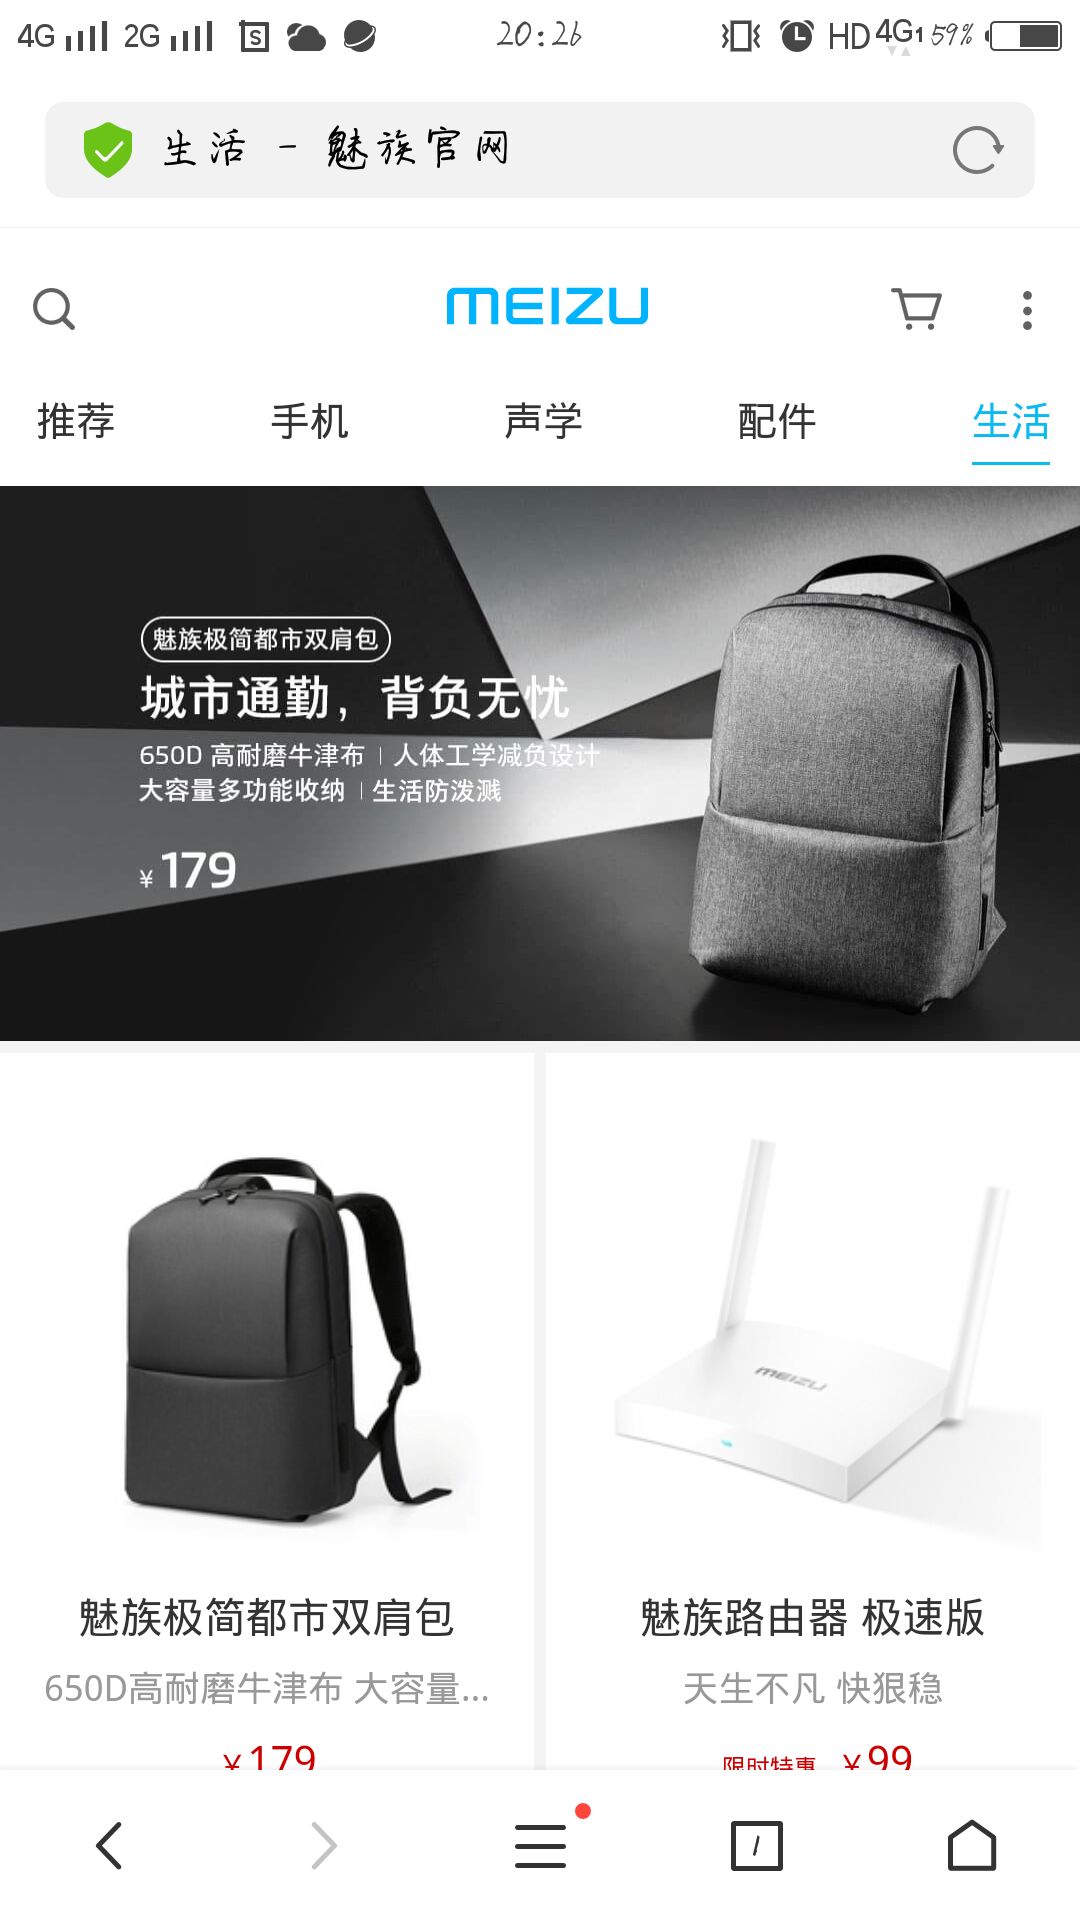 4G 2G S 20:26 HD 4G1 59%
生活 - 魅族官网
MEIZU
推荐 手机 声学 配件 生活
魅族极简都市双肩包
城市通勤，背负无忧
650D 高耐磨牛津布 | 人体工学减负设计
大容量多功能收纳 | 生活防泼溅
¥ 179
MEIZU
魅族极简都市双肩包
650D高耐磨牛津布 大容量...
¥ 179
魅族路由器 极速版
天生不凡 快狠稳
限时特惠 ¥ 99
1